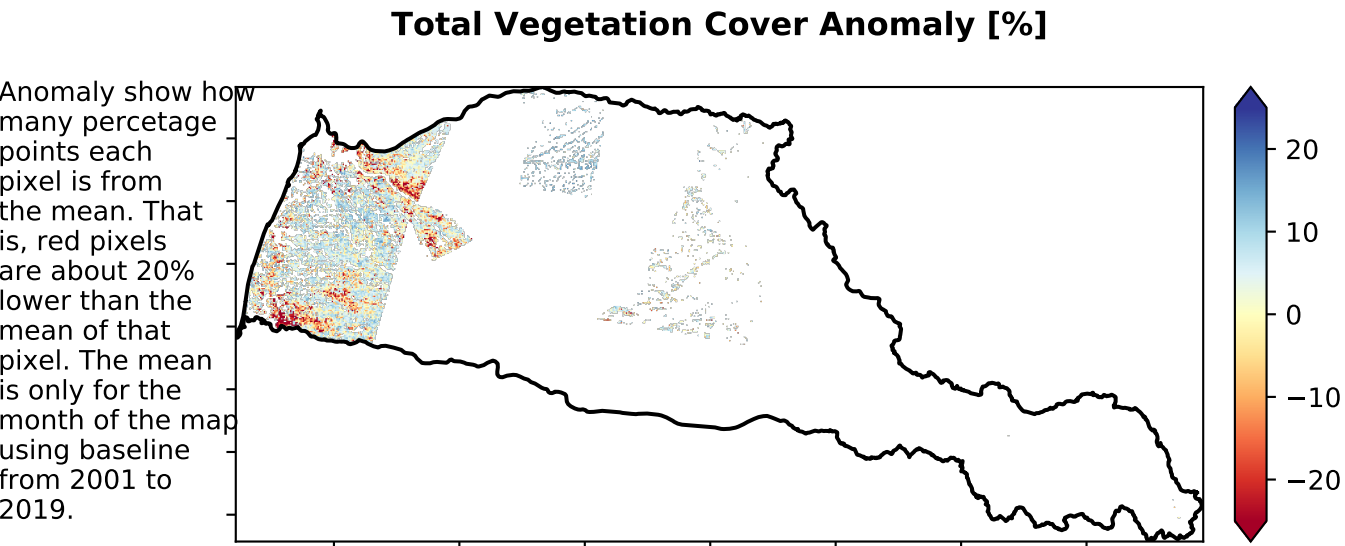 Total Vegetation Cover Anomaly [%]
Anomaly show how
many percetage
points each
pixel is from
the mean. That
is, red pixels
are about 20%
lower than the
mean of that
pixel. The mean
is only for the
month of the map
using baseline
from 2001 to
2019.
20
10
0
−10
−20